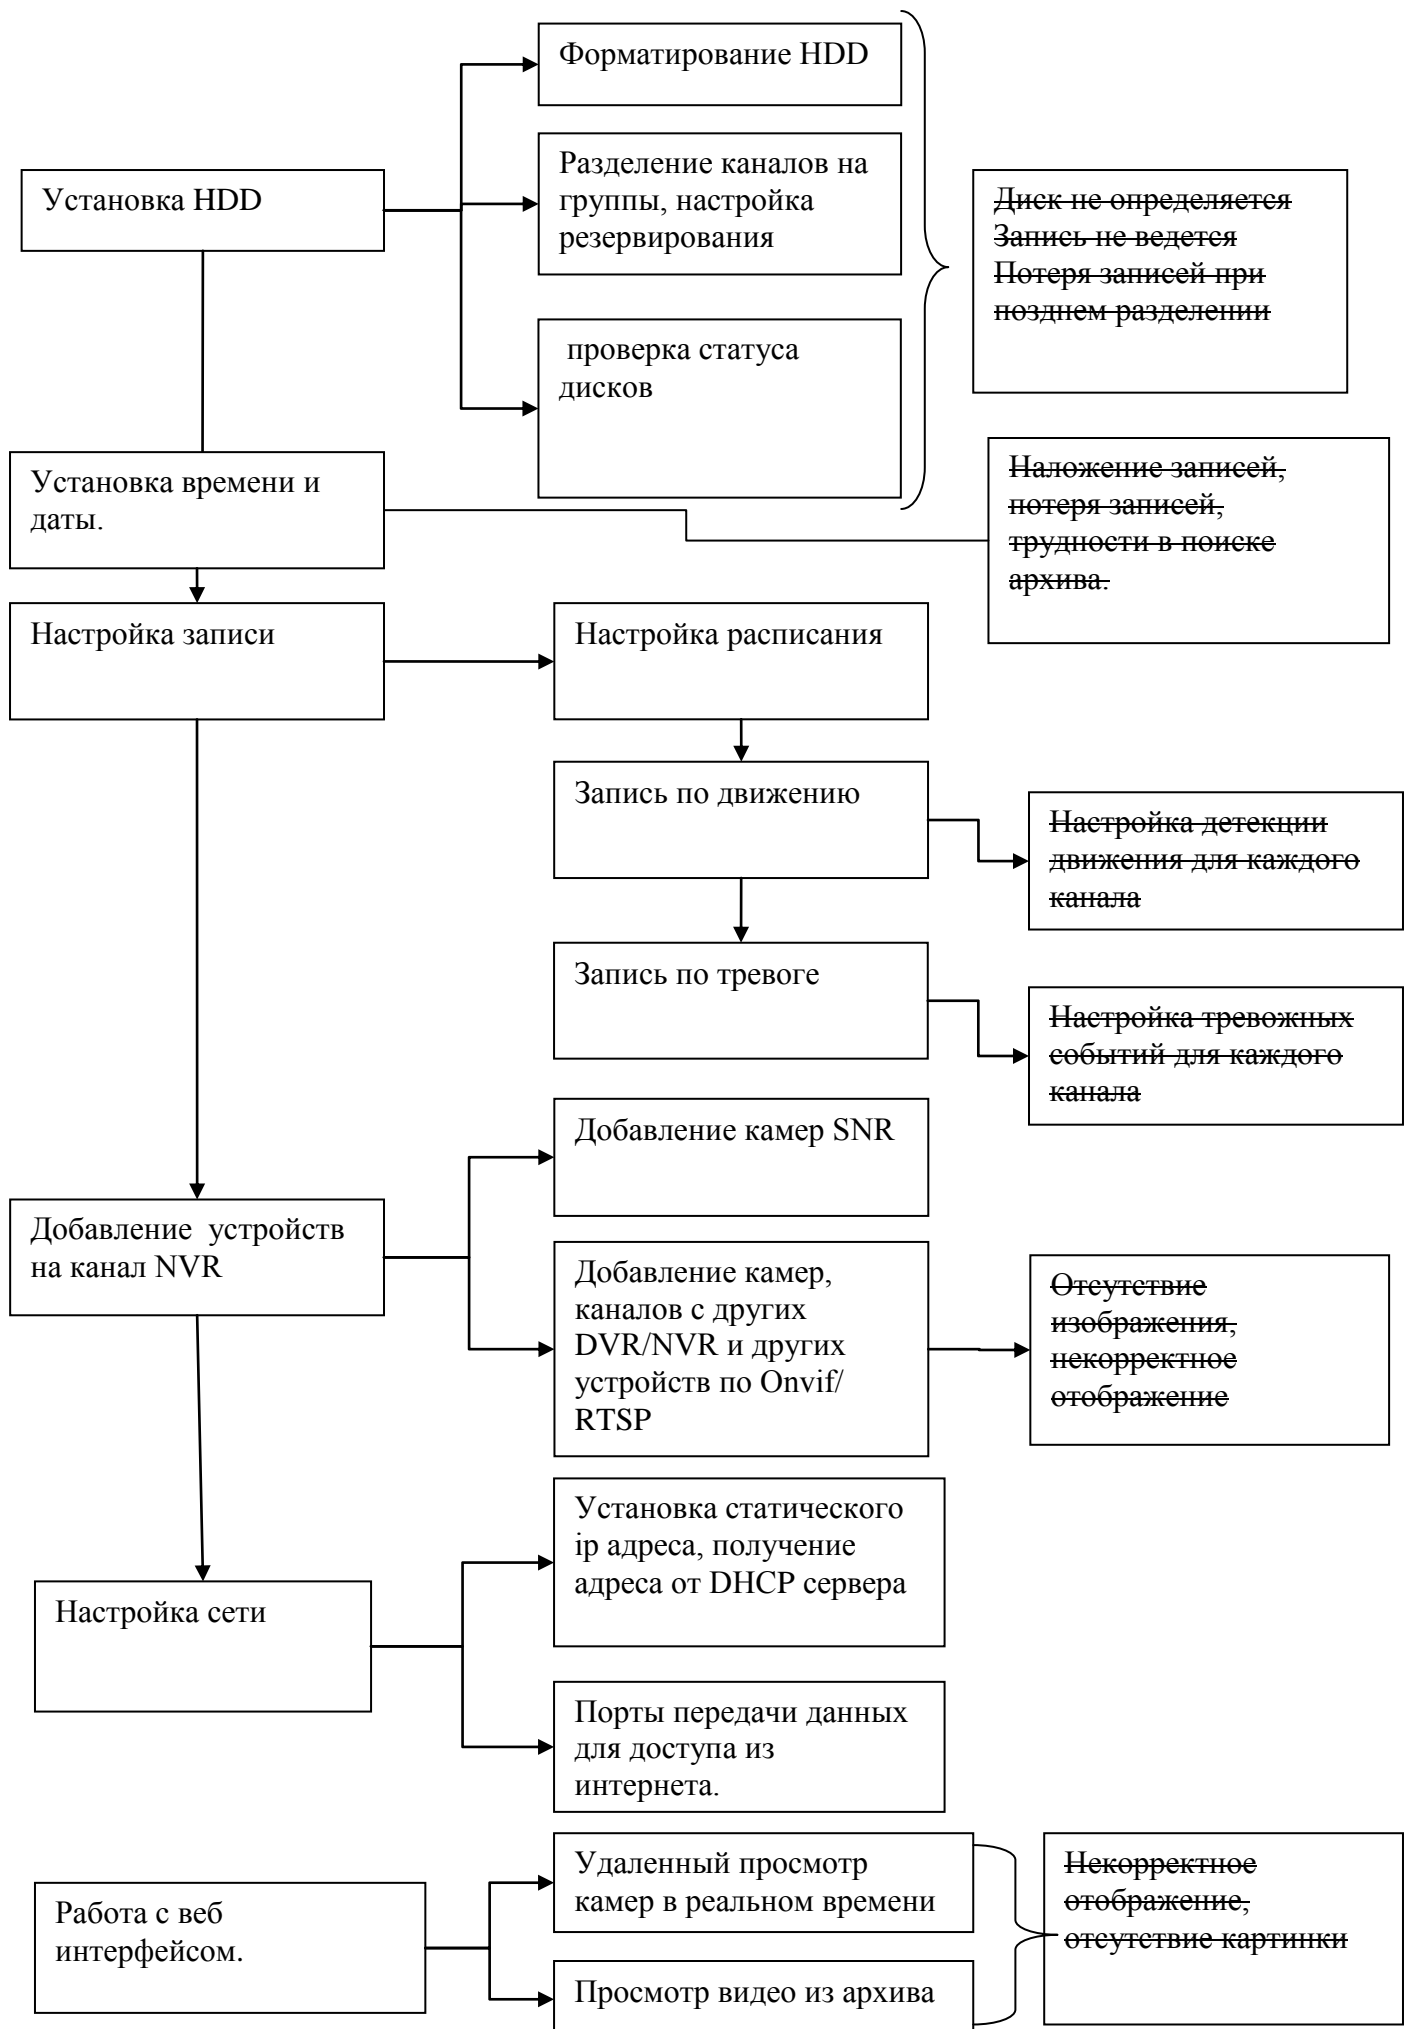 Форматирование HDD
Установка HDD
Разделение каналов на
группы, настройка
резервирования
Диск не определяется
Запись не ведется
Потеря записей при
позднем разделении
проверка статуса
дисков
Установка времени и
даты.
Наложение записей,
потеря записей,
трудности в поиске
архива.
Настройка записи
Настройка расписания
Запись по движению
Настройка детекции
движения для каждого
канала
Запись по тревоге
Настройка тревожных
событий для каждого
канала
Добавление камер SNR
Добавление устройств
на канал NVR
Добавление камер,
каналов с других
DVR/NVR и других
устройств по Onvif/
RTSP
Отсутствие
изображения,
некорректное
отображение
Установка статического
ip адреса, получение
адреса от DHCP сервера
Настройка сети
Порты передачи данных
для доступа из
интернета.
Удаленный просмотр
камер в реальном времени
Работа с веб
интерфейсом.
Некорректное
отображение,
отсутствие картинки
Просмотр видео из архива